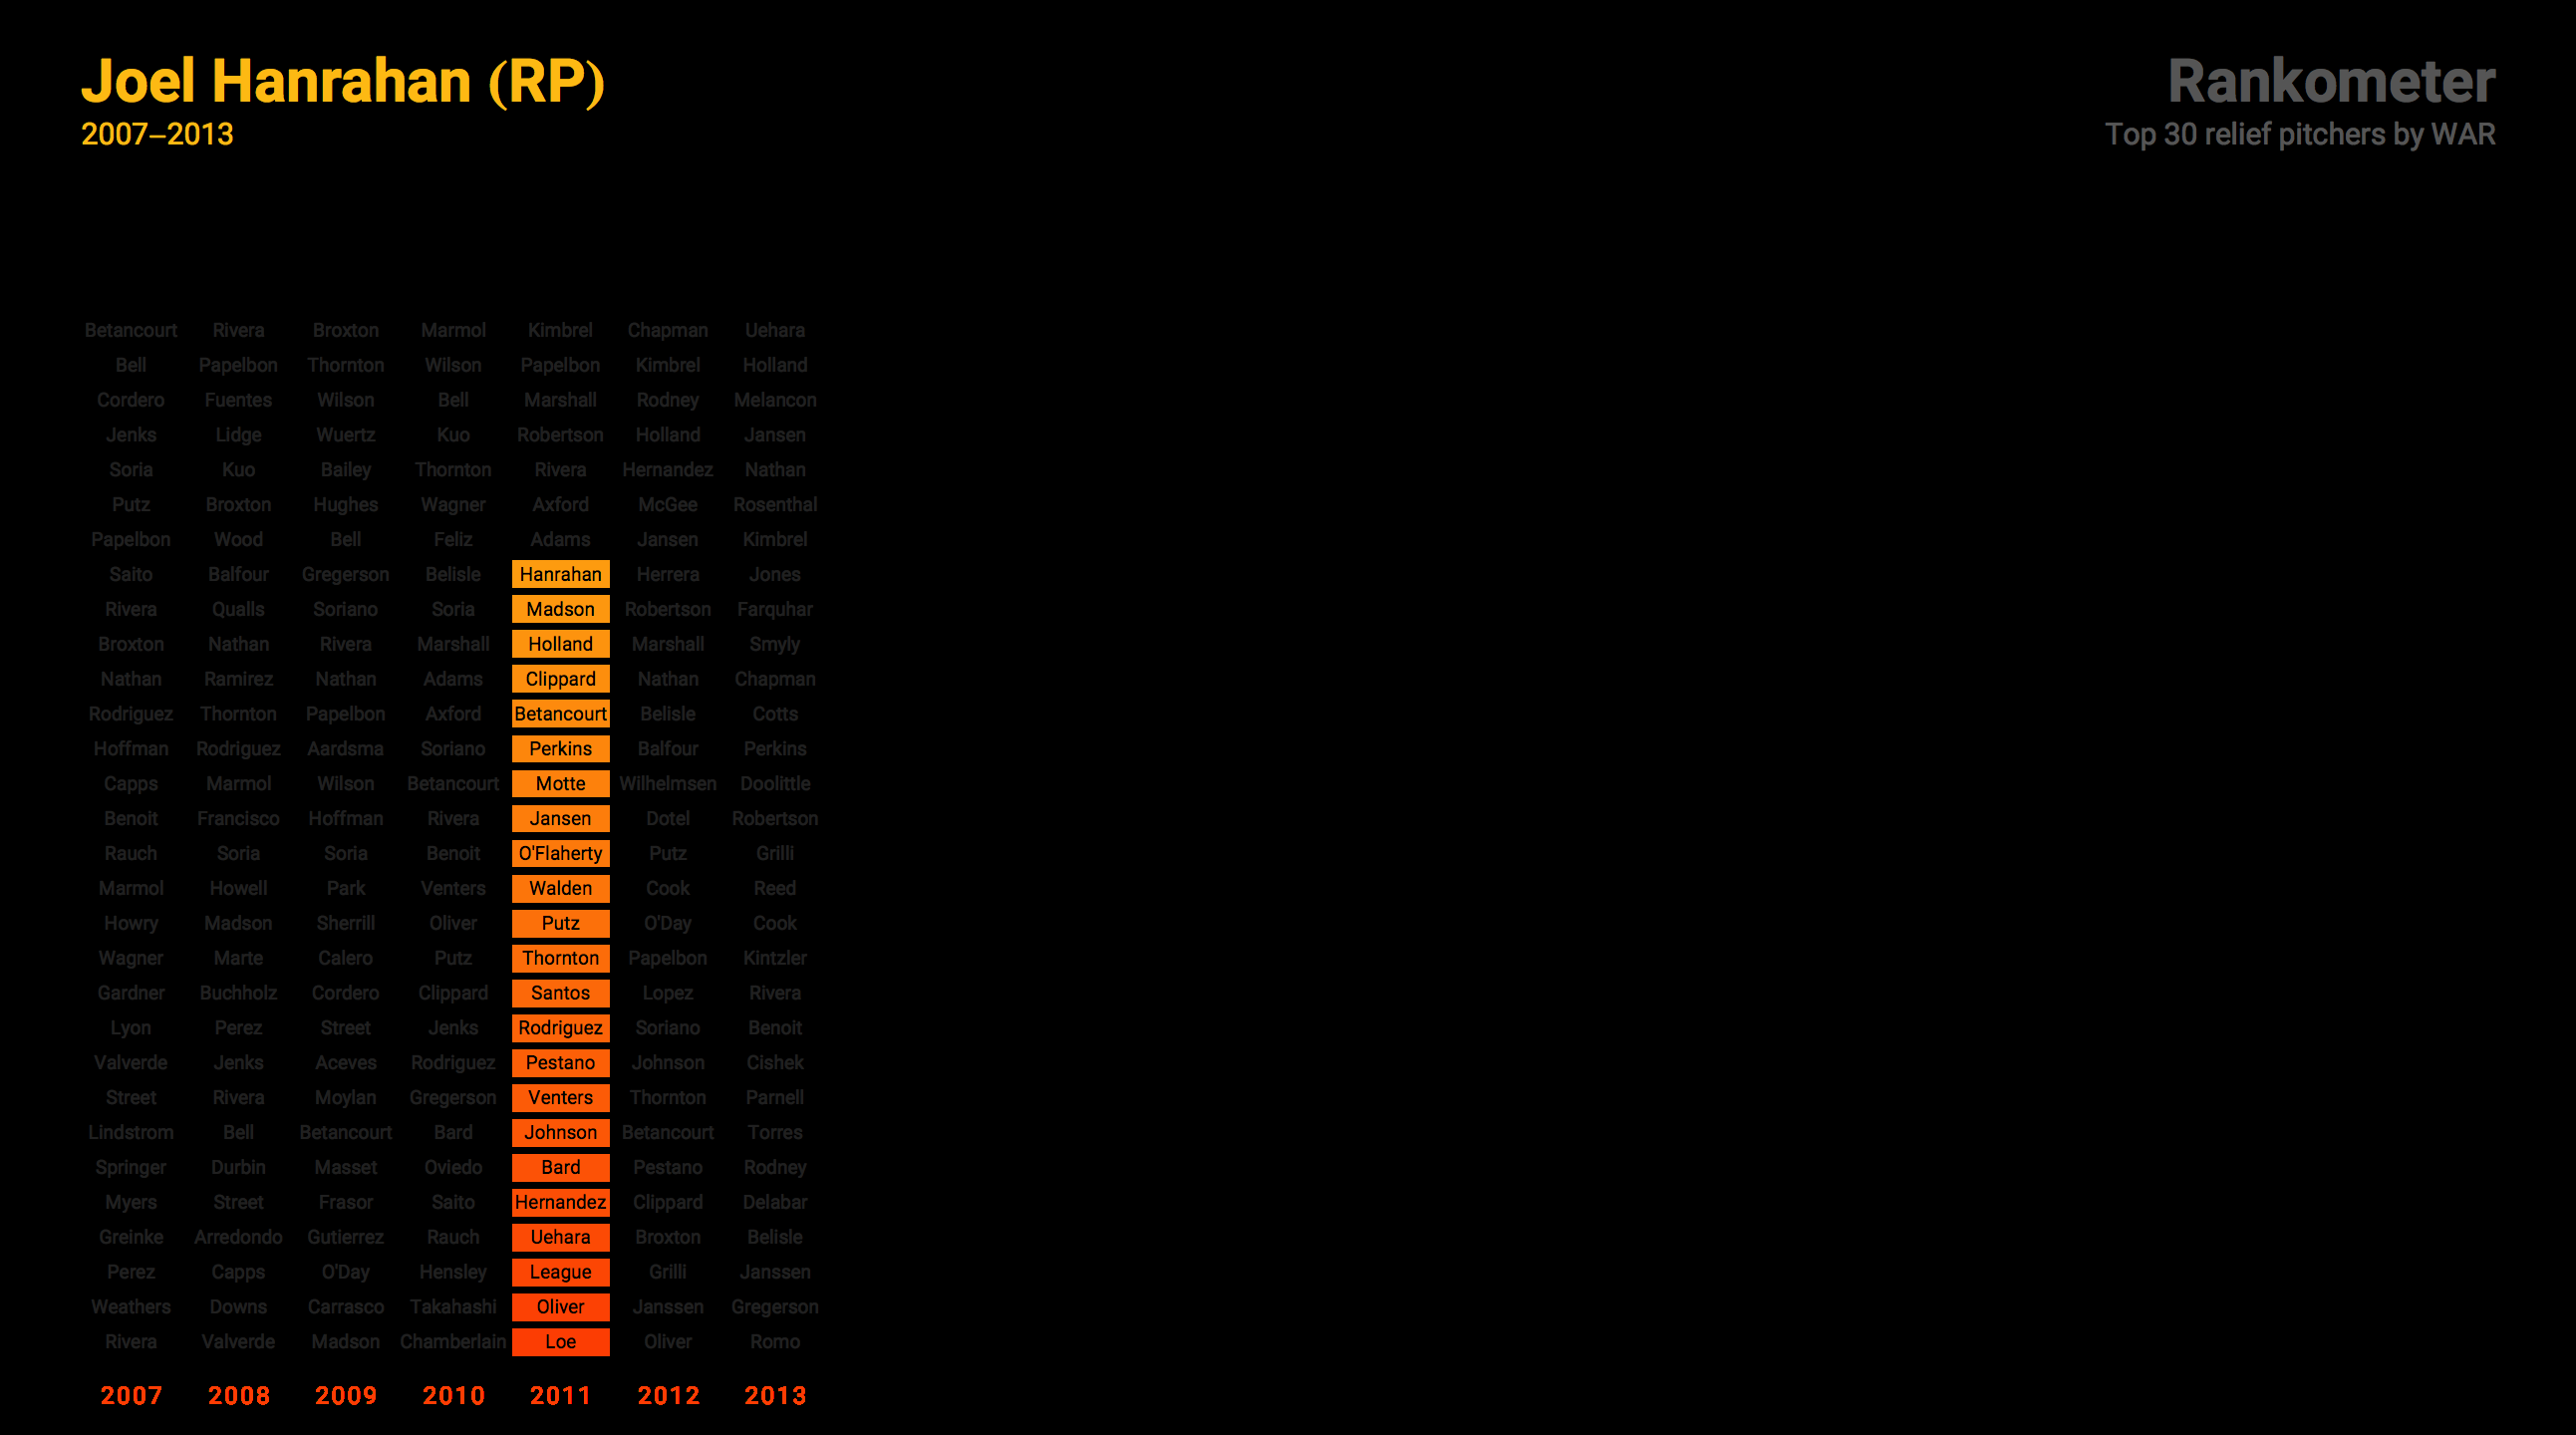 Joel Hanrahan (RP)
2007–2013
Rankometer
Top 30 relief pitchers by WAR
Betancourt Rivera Broxton Marmol Kimbrel Chapman Uehara
Bell Papelbon Thornton Wilson Papelbon Kimbrel Holland
Cordero Fuentes Wilson Bell Marshall Rodney Melancon
Jenks Lidge Wuertz Kuo Robertson Holland Jansen
Soria Kuo Bailey Thornton Rivera Hernandez Nathan
Putz Broxton Hughes Wagner Axford McGee Rosenthal
Papelbon Wood Bell Feliz Adams Jansen Kimbrel
Saito Balfour Gregerson Belisle Hanrahan Herrera Jones
Rivera Qualls Soriano Soria Madson Robertson Farquhar
Broxton Nathan Rivera Marshall Holland Marshall Smyly
Nathan Ramirez Nathan Adams Clippard Nathan Chapman
Rodriguez Thornton Papelbon Axford Betancourt Belisle Cotts
Hoffman Rodriguez Aardsma Soriano Perkins Balfour Perkins
Capps Marmol Wilson Betancourt Motte Wilhelmsen Doolittle
Benoit Francisco Hoffman Rivera Jansen Dotel Robertson
Rauch Soria Soria Benoit O'Flaherty Putz Grilli
Marmol Howell Park Venters Walden Cook Reed
Howry Madson Sherrill Oliver Putz O'Day Cook
Wagner Marte Calero Putz Thornton Papelbon Kintzler
Gardner Buchholz Cordero Clippard Santos Lopez Rivera
Lyon Perez Street Jenks Rodriguez Soriano Benoit
Valverde Jenks Aceves Rodriguez Pestano Johnson Cishek
Street Rivera Moylan Gregerson Venters Thornton Parnell
Lindstrom Bell Betancourt Bard Johnson Betancourt Torres
Springer Durbin Masset Oviedo Bard Pestano Rodney
Myers Street Frasor Saito Hernandez Clippard Delabar
Greinke Arredondo Gutierrez Rauch Uehara Broxton Belisle
Perez Capps O'Day Hensley League Grilli Janssen
Weathers Downs Carrasco Takahashi Oliver Janssen Gregerson
Rivera Valverde Madson Chamberlain Loe Oliver Romo
2007 2008 2009 2010 2011 2012 2013